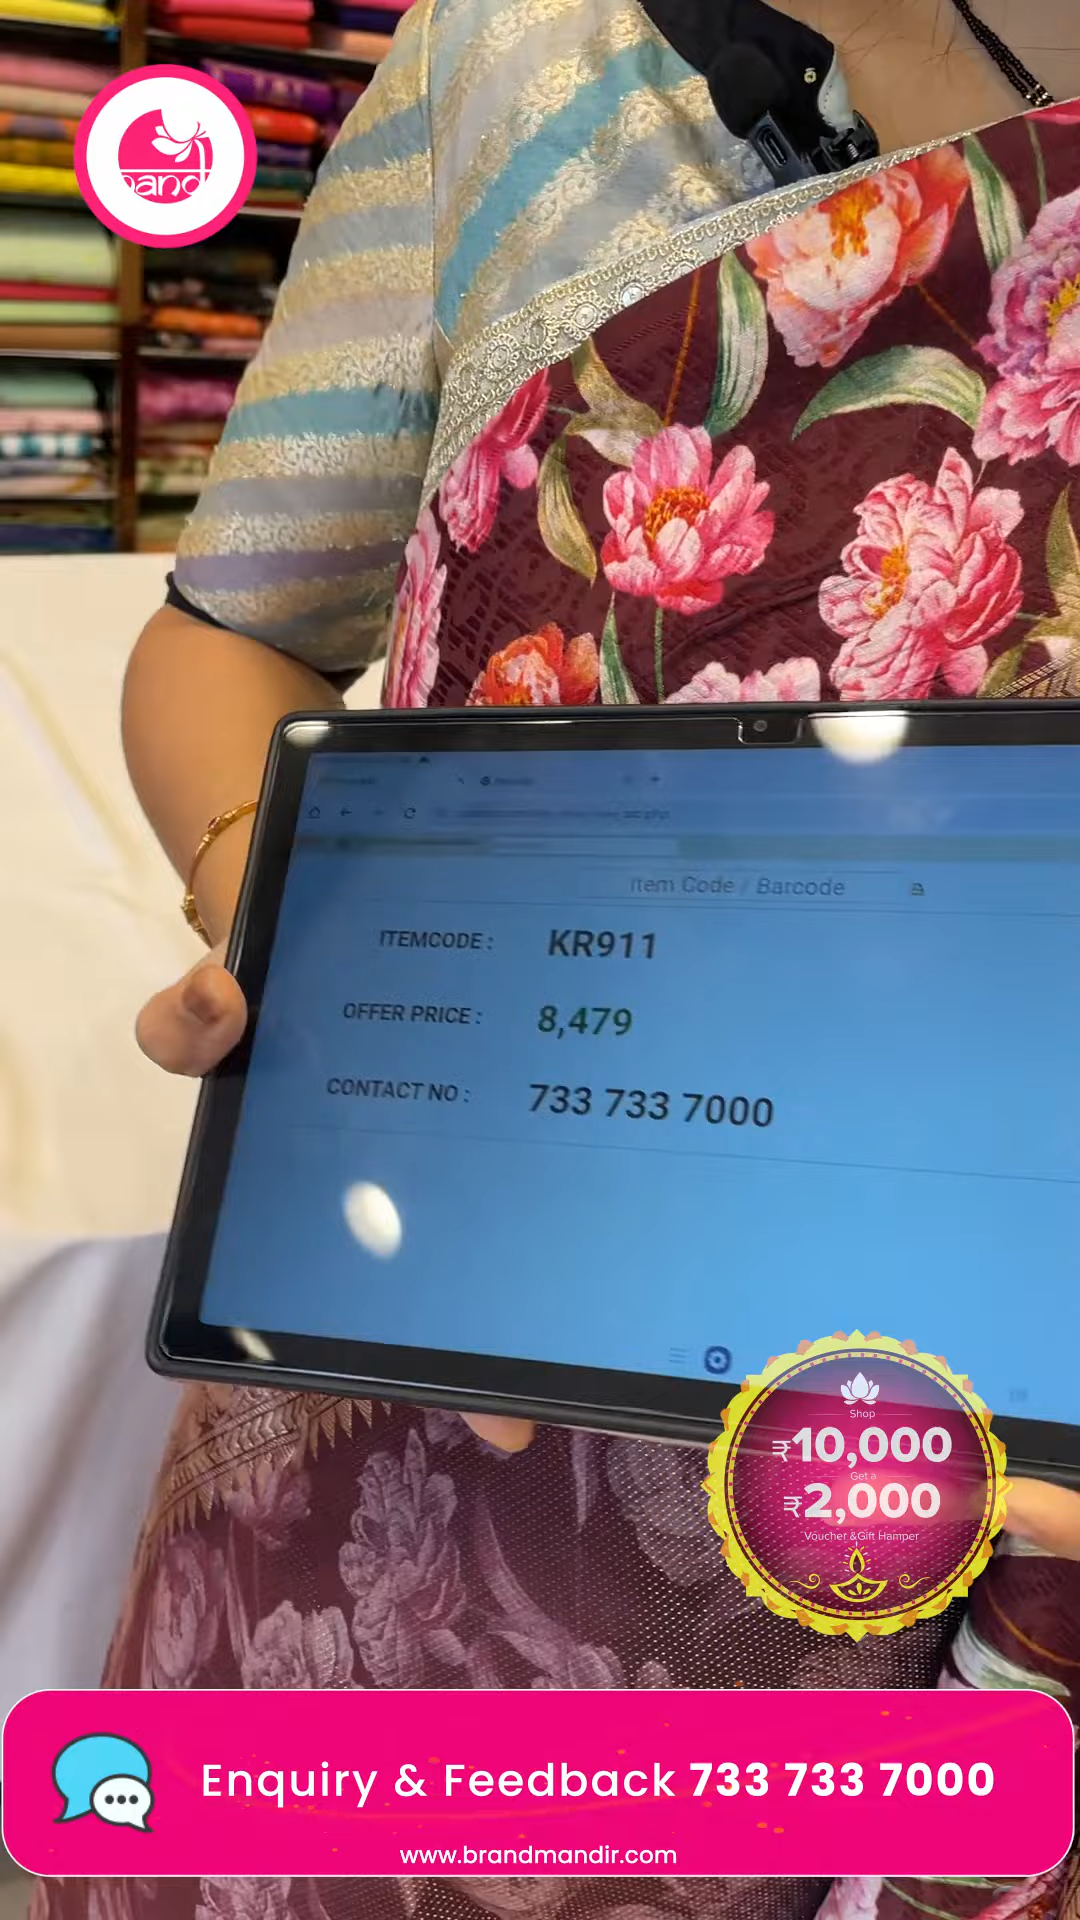 Item Code / Barcode
ITEMCODE : KR911
OFFER PRICE : 8,479
CONTACT NO : 733 733 7000
Shop
₹10,000
Get a
₹2,000
Voucher &Gift Hamper
Enquiry & Feedback 733 733 7000
www.brandmandir.com